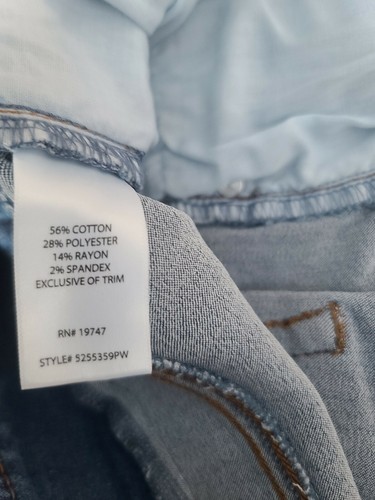 56% COTTON
28% POLYESTER
14% RAYON
2% SPANDEX
EXCLUSIVE OF TRIM
RN# 19747
STYLE# 5255359PW